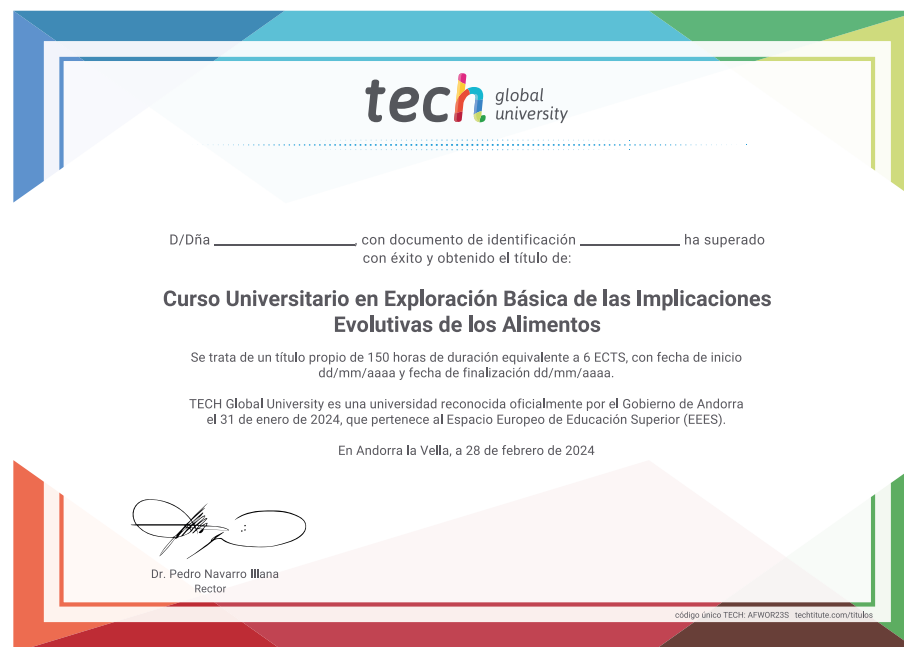 tech global university
D/Dña ____________________, con documento de identificación ______________ ha superado
con éxito y obtenido el título de:
Curso Universitario en Exploración Básica de las Implicaciones
Evolutivas de los Alimentos
Se trata de un título propio de 150 horas de duración equivalente a 6 ECTS, con fecha de inicio
dd/mm/aaaa y fecha de finalización dd/mm/aaaa.
TECH Global University es una universidad reconocida oficialmente por el Gobierno de Andorra
el 31 de enero de 2024, que pertenece al Espacio Europeo de Educación Superior (EEES).
En Andorra la Vella, a 28 de febrero de 2024
Dr. Pedro Navarro Illana
Rector
código único TECH: AFWOR23S techtitute.com/titulos